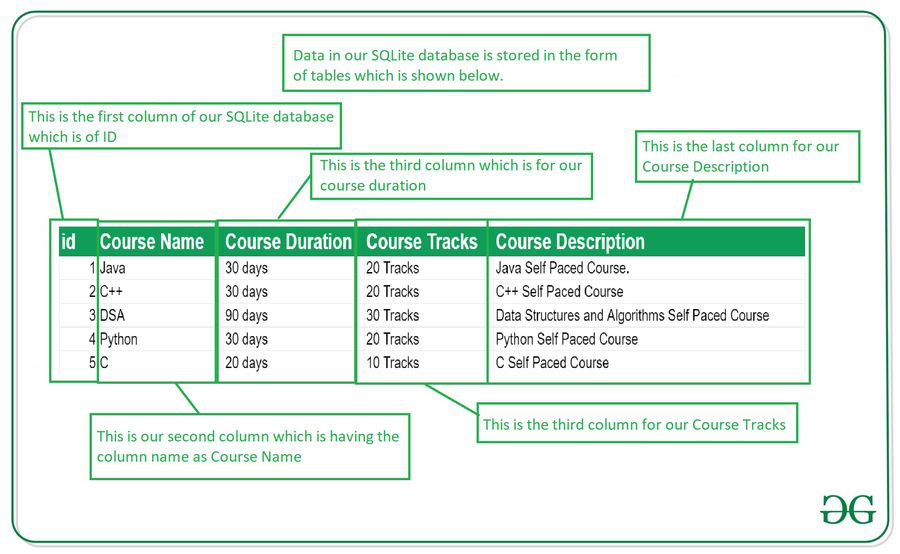 Data in our SQLite database is stored in the form
of tables which is shown below.
This is the first column of our SQLite database
which is of ID
This is the third column which is for our
course duration
This is the last column for our
Course Description
id Course Name Course Duration Course Tracks Course Description
1 Java 30 days 20 Tracks Java Self Paced Course.
2 C++ 30 days 20 Tracks C++ Self Paced Course
3 DSA 90 days 30 Tracks Data Structures and Algorithms Self Paced Course
4 Python 30 days 20 Tracks Python Self Paced Course
5 C 20 days 10 Tracks C Self Paced Course
This is our second column which is having the
column name as Course Name
This is the third column for our Course Tracks